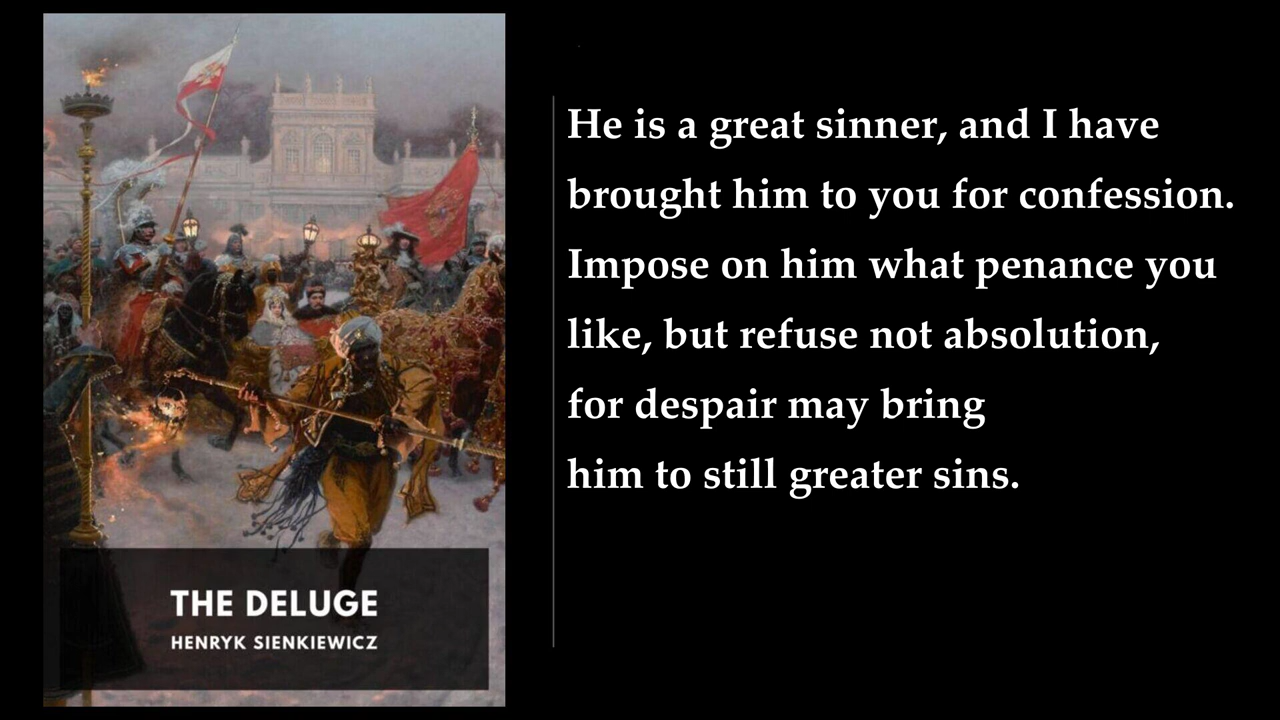 THE DELUGE
HENRYK SIENKIEWICZ
He is a great sinner, and I have
brought him to you for confession.
Impose on him what penance you
like, but refuse not absolution,
for despair may bring
him to still greater sins.